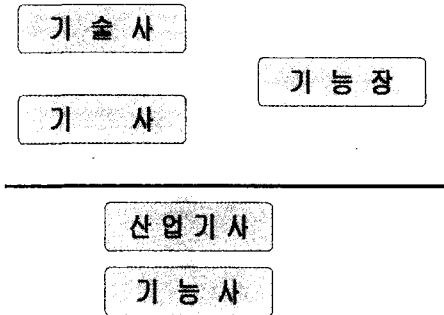 기 술 사
기 능 장
기 사
산 업 기 사
기 능 사